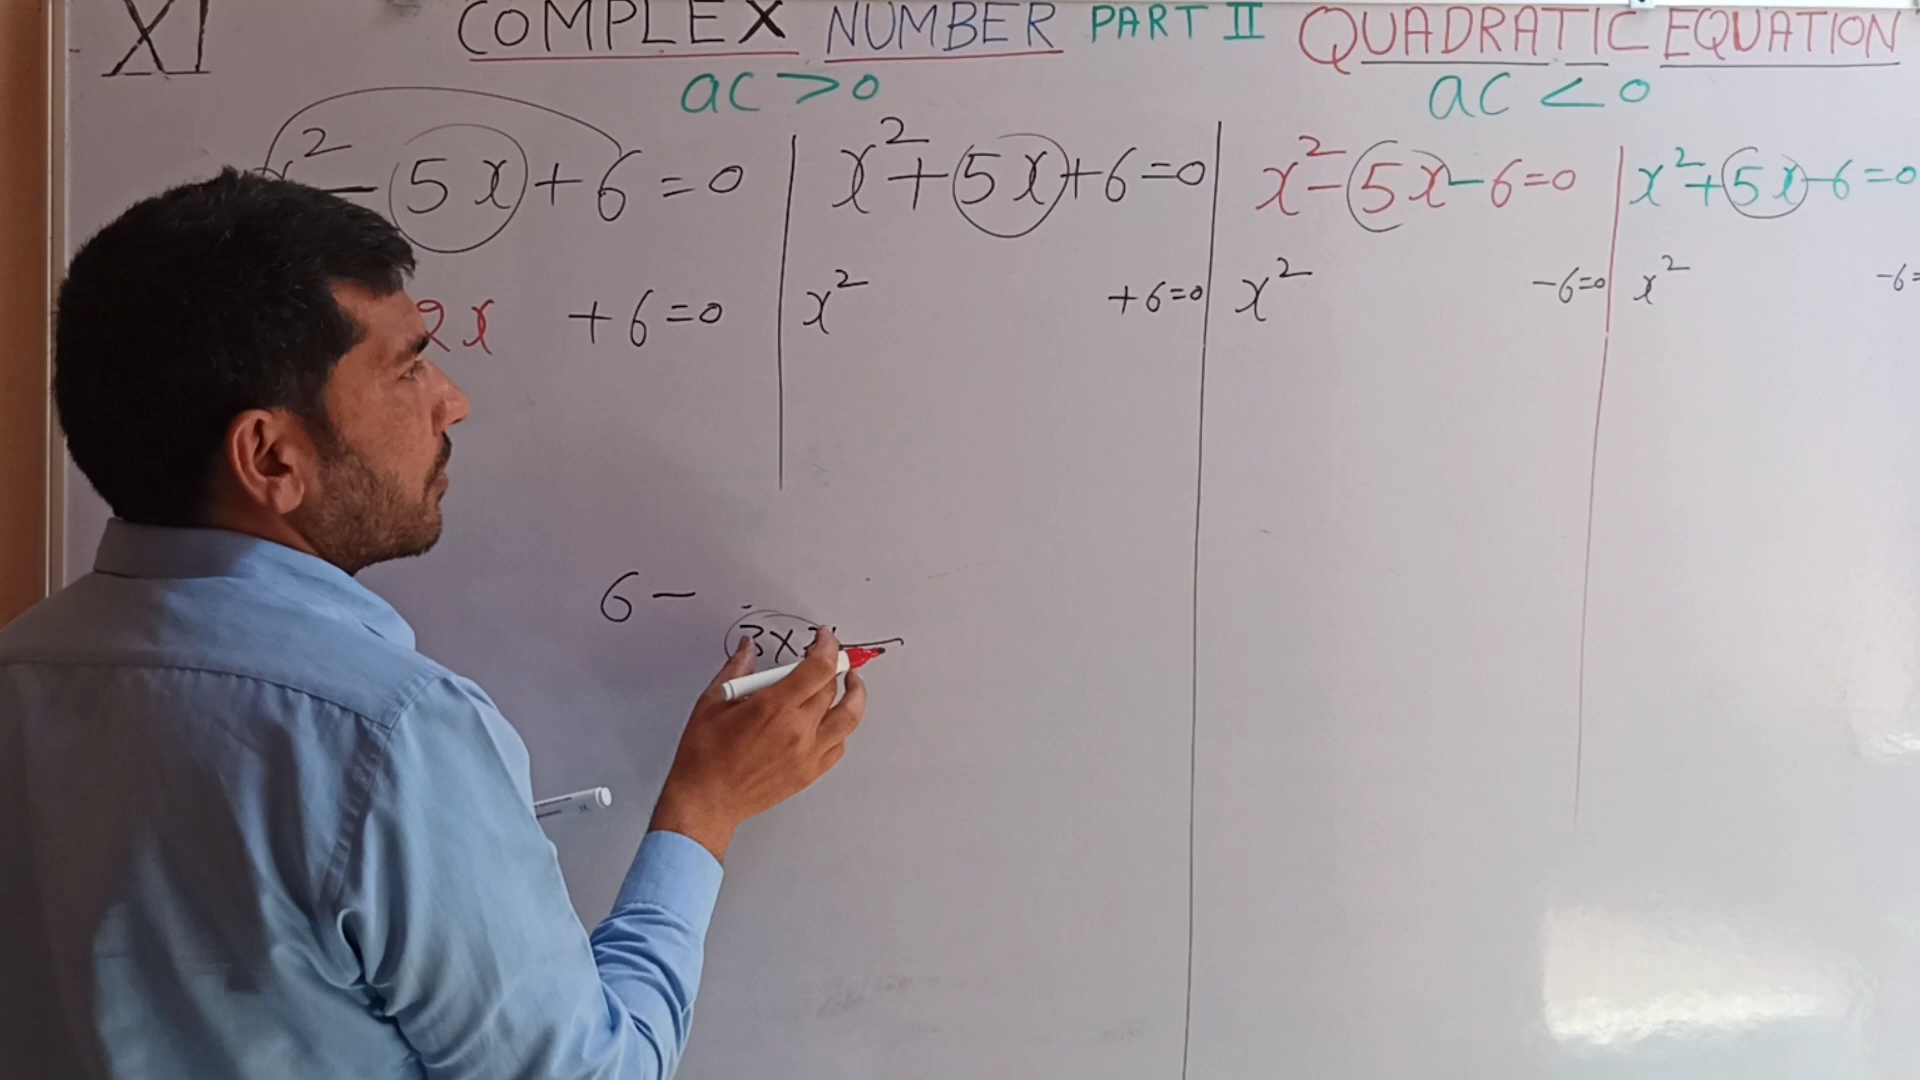 XI COMPLEX NUMBER PART II QUADRATIC EQUATION
ac > 0 ac < 0
x² - 5x + 6 = 0 | x² + 5x + 6 = 0 | x² - 5x - 6 = 0 | x² + 5x - 6 = 0
2x + 6 = 0 | x² + 6 = 0 | x² - 6 = 0 | x² - 6 =
6 -
3 x